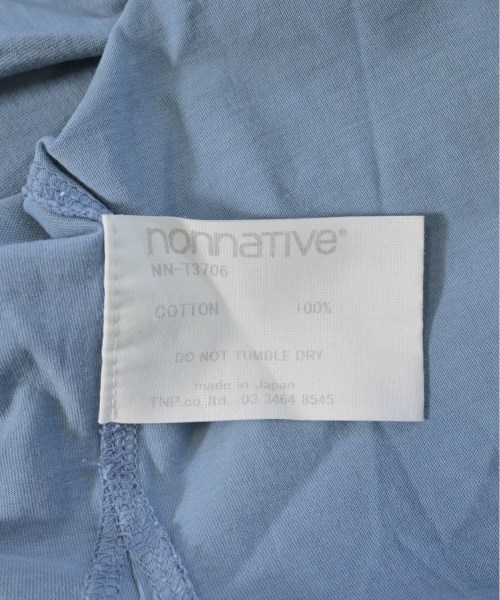 nonnative®
NN-T3706
COTTON 100%
DO NOT TUMBLE DRY
made in Japan
TNP.co.ltd. 03 3464 8545